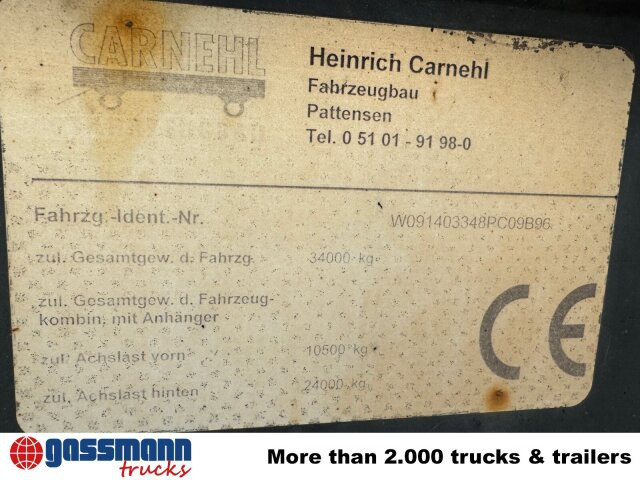 CARNEHL
Heinrich Carnehl
Fahrzeugbau
Pattensen
Tel. 0 51 01 - 91 98-0
Fahrzg.-Ident.-Nr. W091403348PC09B96
zul. Gesamtgew. d. Fahrzg. 34000 kg
zul. Gesamtgew. d. Fahrzeug-
kombin. mit Anhänger
zul. Achslast vorn 10500 kg
zul. Achslast hinten 24000 kg
CE
gassmann
trucks
More than 2.000 trucks & trailers